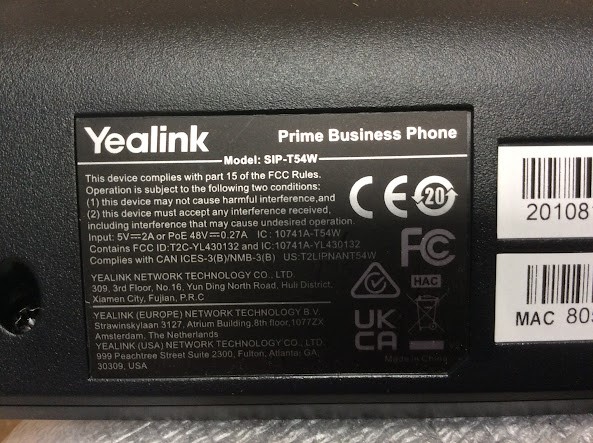 Yealink Prime Business Phone
Model: SIP-T54W
This device complies with part 15 of the FCC Rules.
Operation is subject to the following two conditions:
(1) this device may not cause harmful interference,and
(2) this device must accept any interference received,
including interference that may cause undesired operation.
Input: 5V⎓2A or PoE 48V⎓0.27A IC: 10741A-T54W
Contains FCC ID:T2C-YL430132 and IC:10741A-YL430132
Complies with CAN ICES-3(B)/NMB-3(B) US:T2LIPNANT54W
YEALINK NETWORK TECHNOLOGY CO., LTD.
309, 3rd Floor, No.16, Yun Ding North Road, Huli District,
Xiamen City, Fujian, P.R.C
YEALINK (EUROPE) NETWORK TECHNOLOGY B.V.
Strawinskylaan 3127, Atrium Building,8th floor,1077ZX
Amsterdam, The Netherlands
YEALINK (USA) NETWORK TECHNOLOGY CO.,LTD.
999 Peachtree Street Suite 2300, Fulton, Atlanta, GA,
30309, USA
CE 20
FC
HAC
UK
CA
Made in China
20108
MAC 805